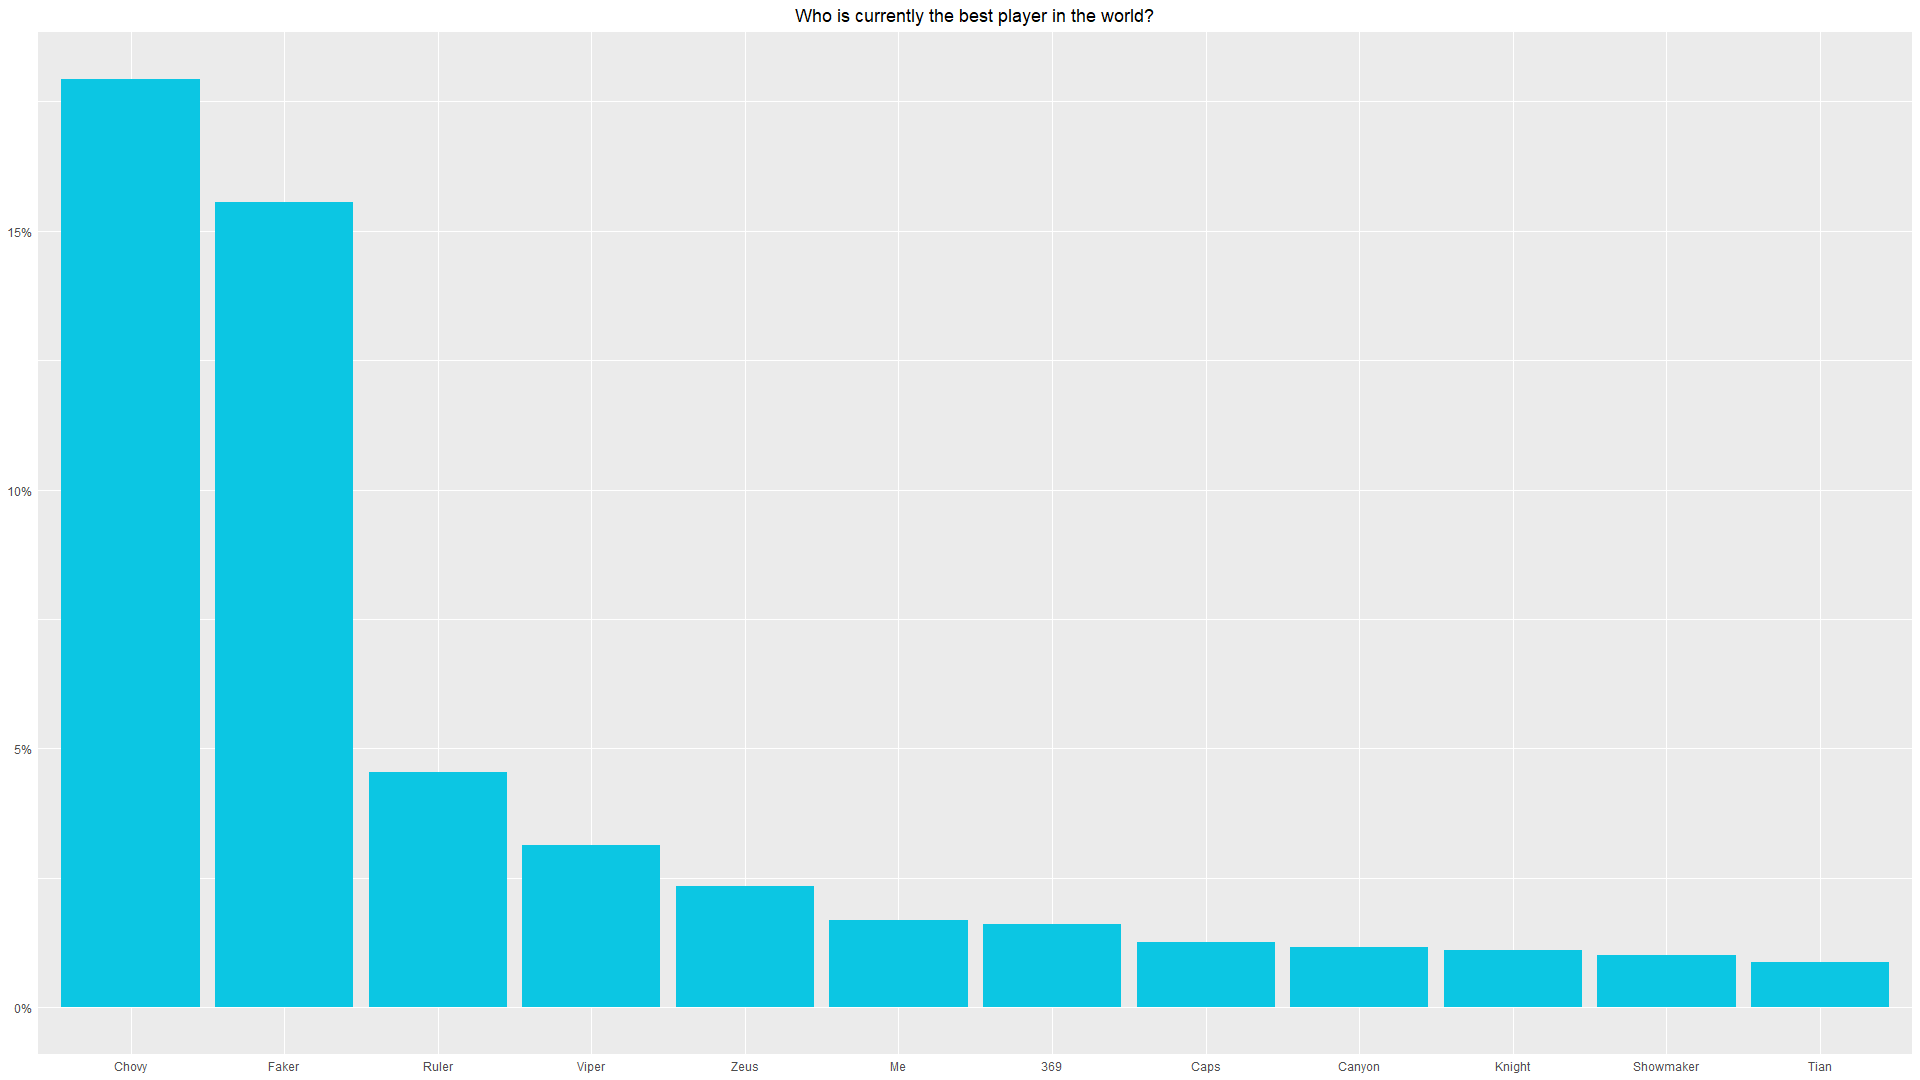 Who is currently the best player in the world?
15%
10%
5%
0%
Chovy Faker Ruler Viper Zeus Me 369 Caps Canyon Knight Showmaker Tian